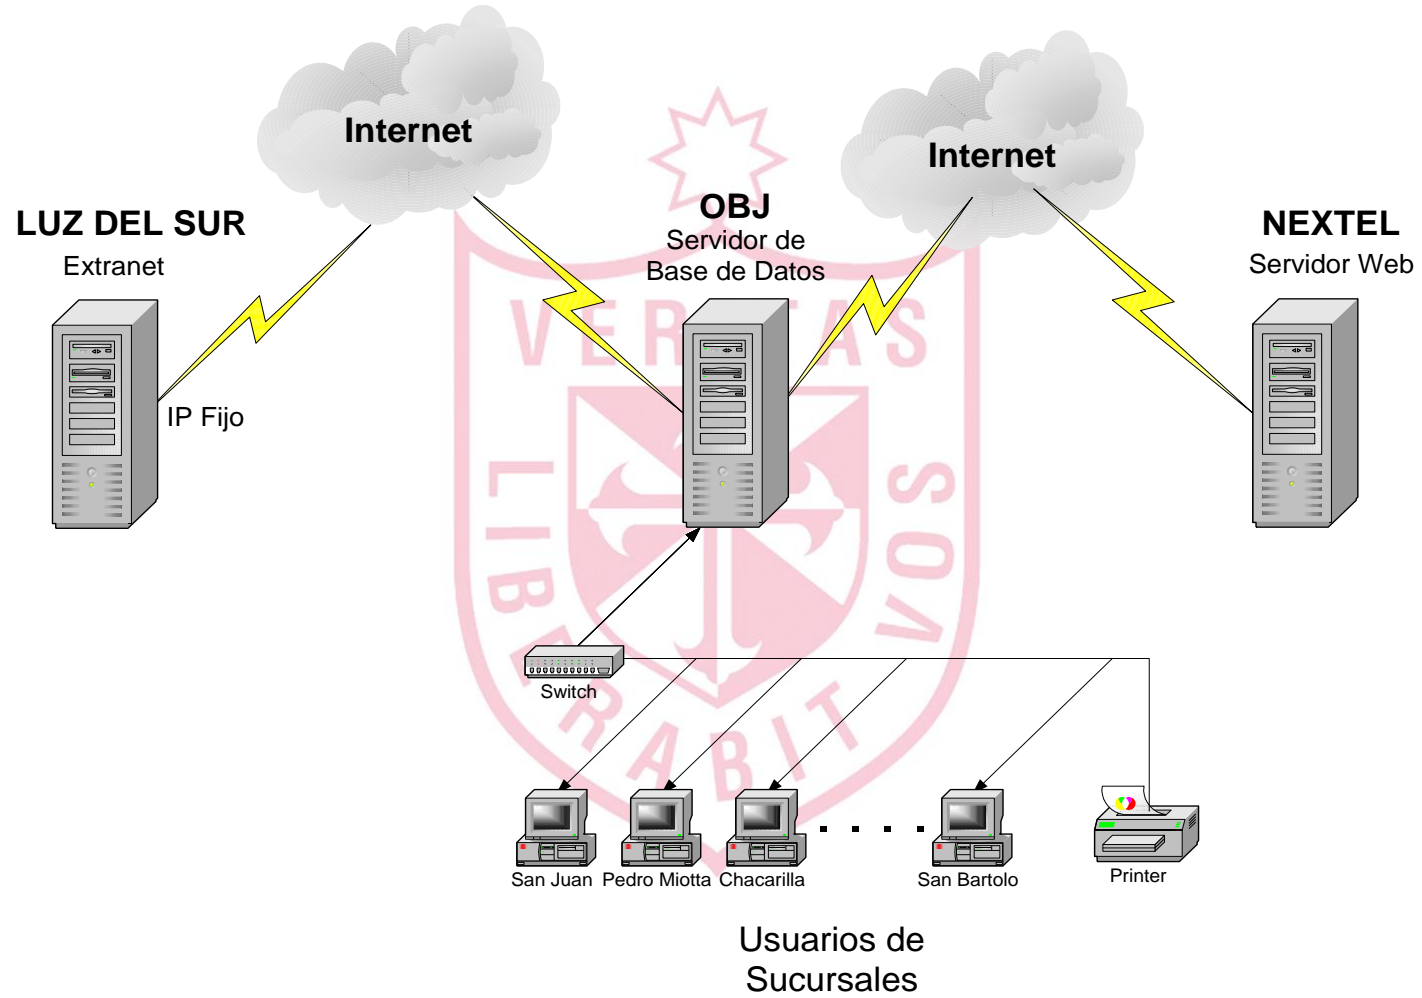 Internet
Internet
LUZ DEL SUR
Extranet
OBJ
Servidor de
Base de Datos
NEXTEL
Servidor Web
IP Fijo
VERITAS
LIBERABIT
VOS
Switch
San Juan
Pedro Miotta
Chacarilla
San Bartolo
Printer
Usuarios de
Sucursales